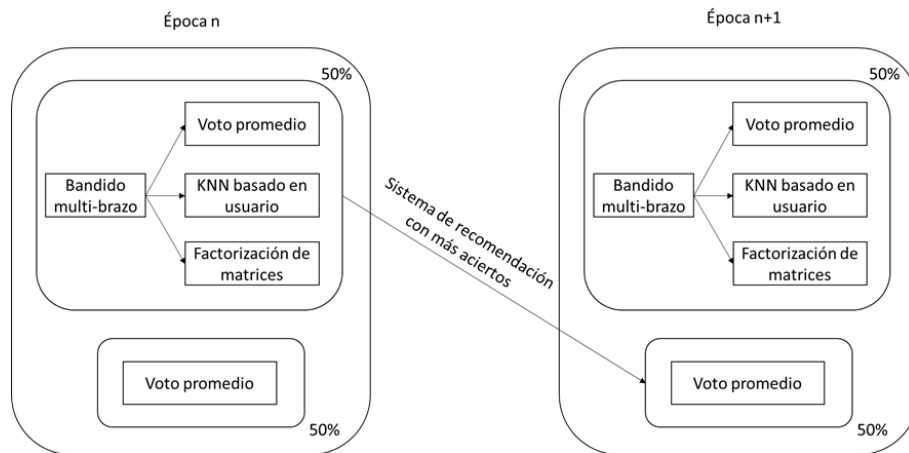 Época n
50%
Voto promedio
Bandido
multi-brazo
KNN basado en
usuario
Factorización de
matrices
Voto promedio
50%
Sistema de recomendación
con más aciertos
Época n+1
50%
Voto promedio
Bandido
multi-brazo
KNN basado en
usuario
Factorización de
matrices
Voto promedio
50%